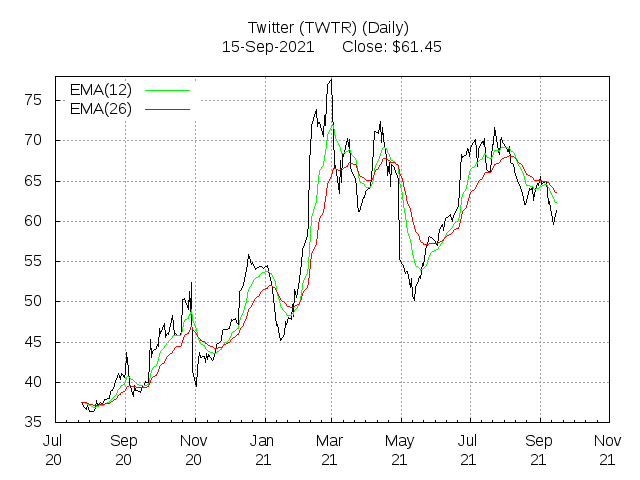 Twitter (TWTR) (Daily)
15-Sep-2021 Close: $61.45
EMA(12)
EMA(26)
75
70
65
60
55
50
45
40
35
Jul Sep Nov Jan Mar May Jul Sep Nov
20 20 20 21 21 21 21 21 21